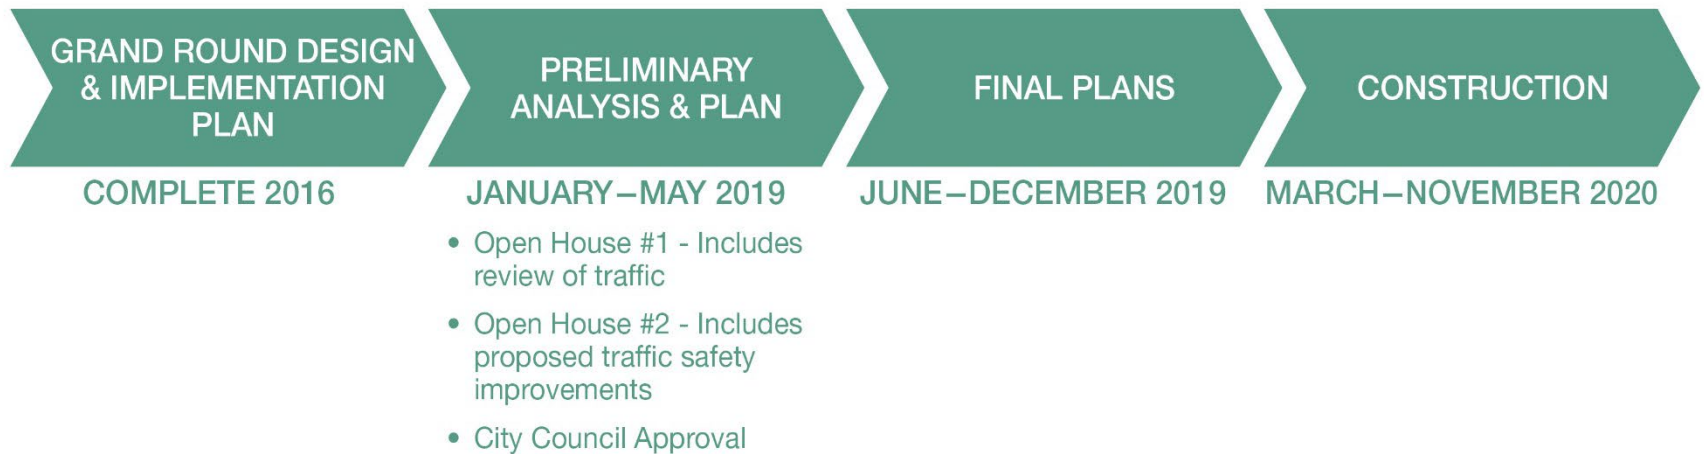 GRAND ROUND DESIGN
& IMPLEMENTATION
PLAN
COMPLETE 2016
PRELIMINARY
ANALYSIS & PLAN
JANUARY–MAY 2019
• Open House #1 - Includes
review of traffic
• Open House #2 - Includes
proposed traffic safety
improvements
• City Council Approval
FINAL PLANS
JUNE–DECEMBER 2019
CONSTRUCTION
MARCH–NOVEMBER 2020